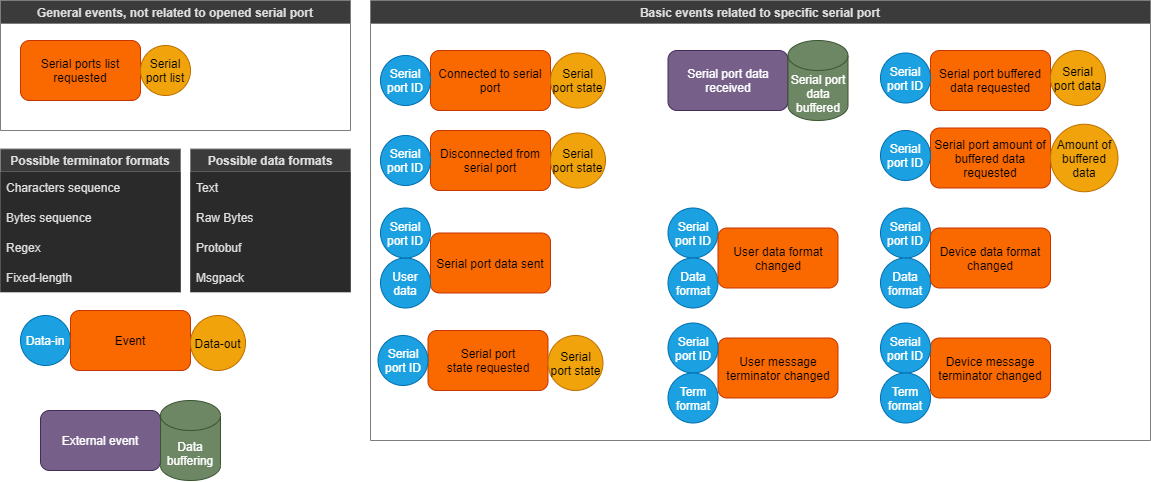 General events, not related to opened serial port
Serial ports list
requested
Serial
port list
Possible terminator formats
Characters sequence
Bytes sequence
Regex
Fixed-length
Possible data formats
Text
Raw Bytes
Protobuf
Msgpack
Data-in
Event
Data-out
External event
Data
buffering
Basic events related to specific serial port
Serial
port ID
Connected to serial
port
Serial
port state
Serial port data
received
Serial port
data
buffered
Serial
port ID
Serial port buffered
data requested
Serial
port data
Serial
port ID
Disconnected from
serial port
Serial
port state
Serial
port ID
Serial port amount of
buffered data
requested
Amount of
buffered
data
Serial
port ID
User
data
Serial port data sent
Serial
port ID
Data
format
User data format
changed
Serial
port ID
Data
format
Device data format
changed
Serial
port ID
Serial port
state requested
Serial
port state
Serial
port ID
Term
format
User message
terminator changed
Serial
port ID
Term
format
Device message
terminator changed